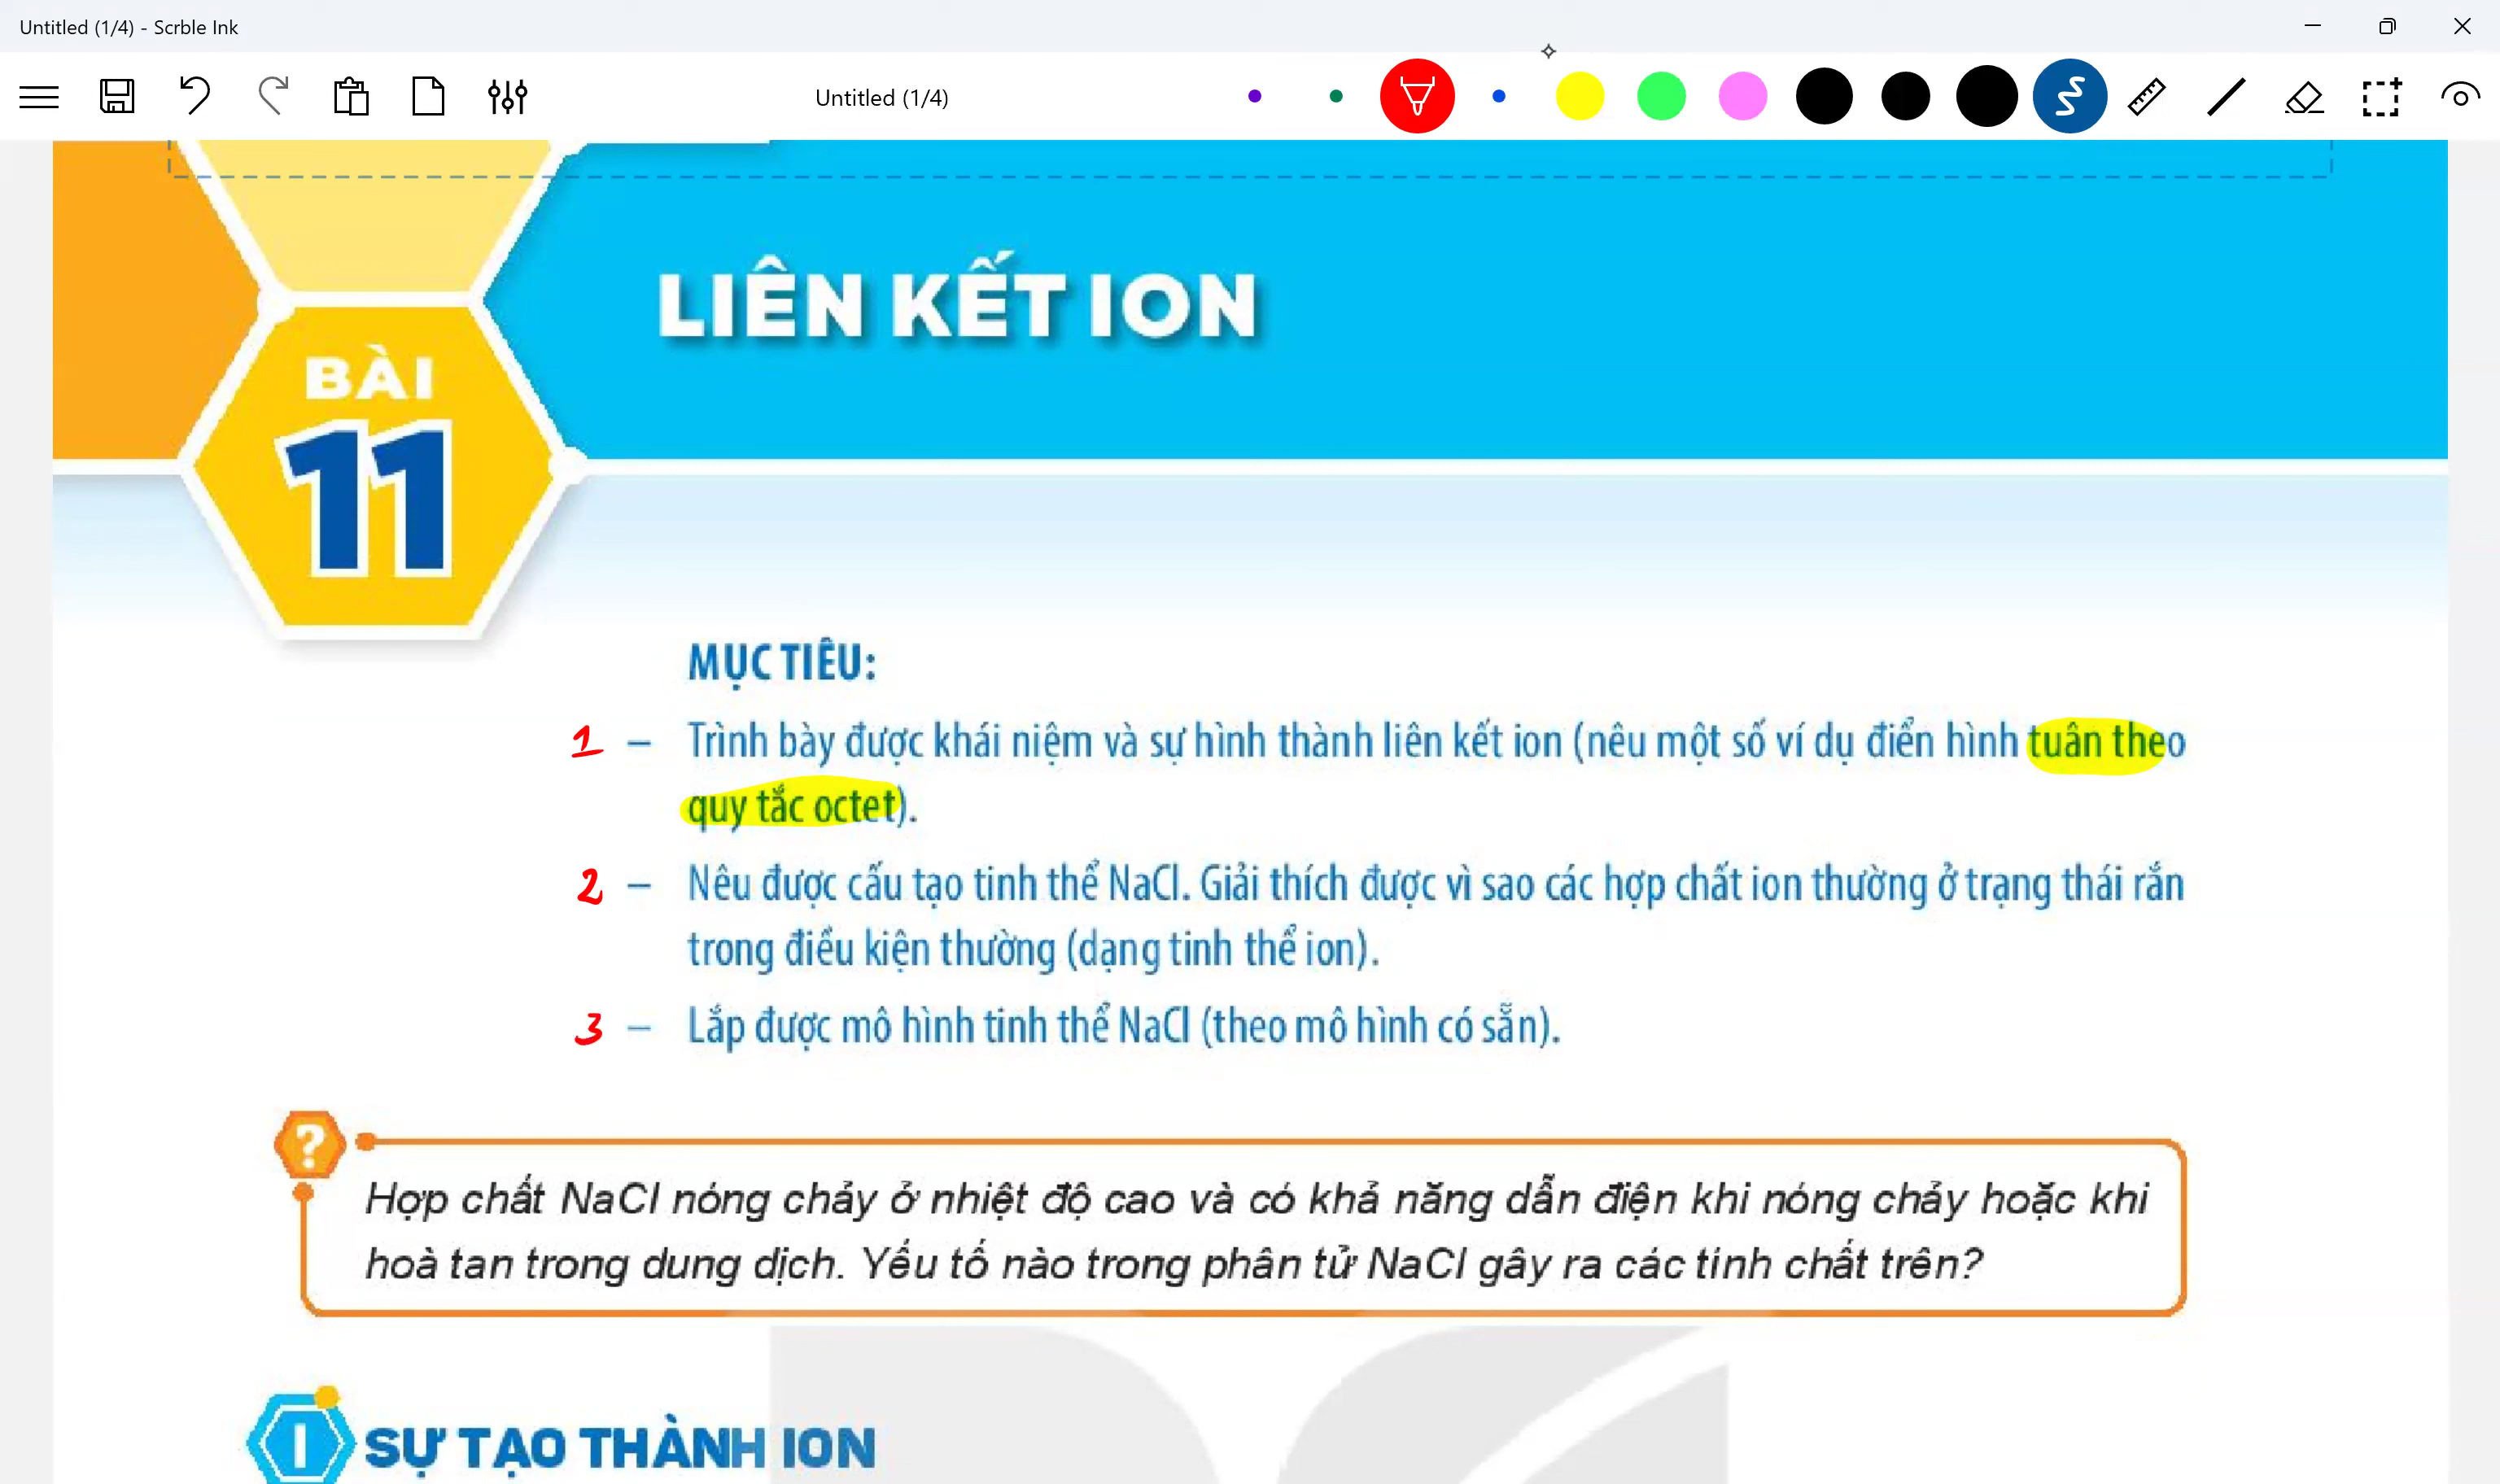 Untitled (1/4) - Scrble Ink
Untitled (1/4)
LIÊN KẾT ION
BÀI
11
MỤC TIÊU:
1 – Trình bày được khái niệm và sự hình thành liên kết ion (nêu một số ví dụ điển hình tuân theo
quy tắc octet).
2 – Nêu được cấu tạo tinh thể NaCl. Giải thích được vì sao các hợp chất ion thường ở trạng thái rắn
trong điều kiện thường (dạng tinh thể ion).
3 – Lắp được mô hình tinh thể NaCl (theo mô hình có sẵn).
?
Hợp chất NaCl nóng chảy ở nhiệt độ cao và có khả năng dẫn điện khi nóng chảy hoặc khi
hoà tan trong dung dịch. Yếu tố nào trong phân tử NaCl gây ra các tính chất trên?
I SỰ TẠO THÀNH ION